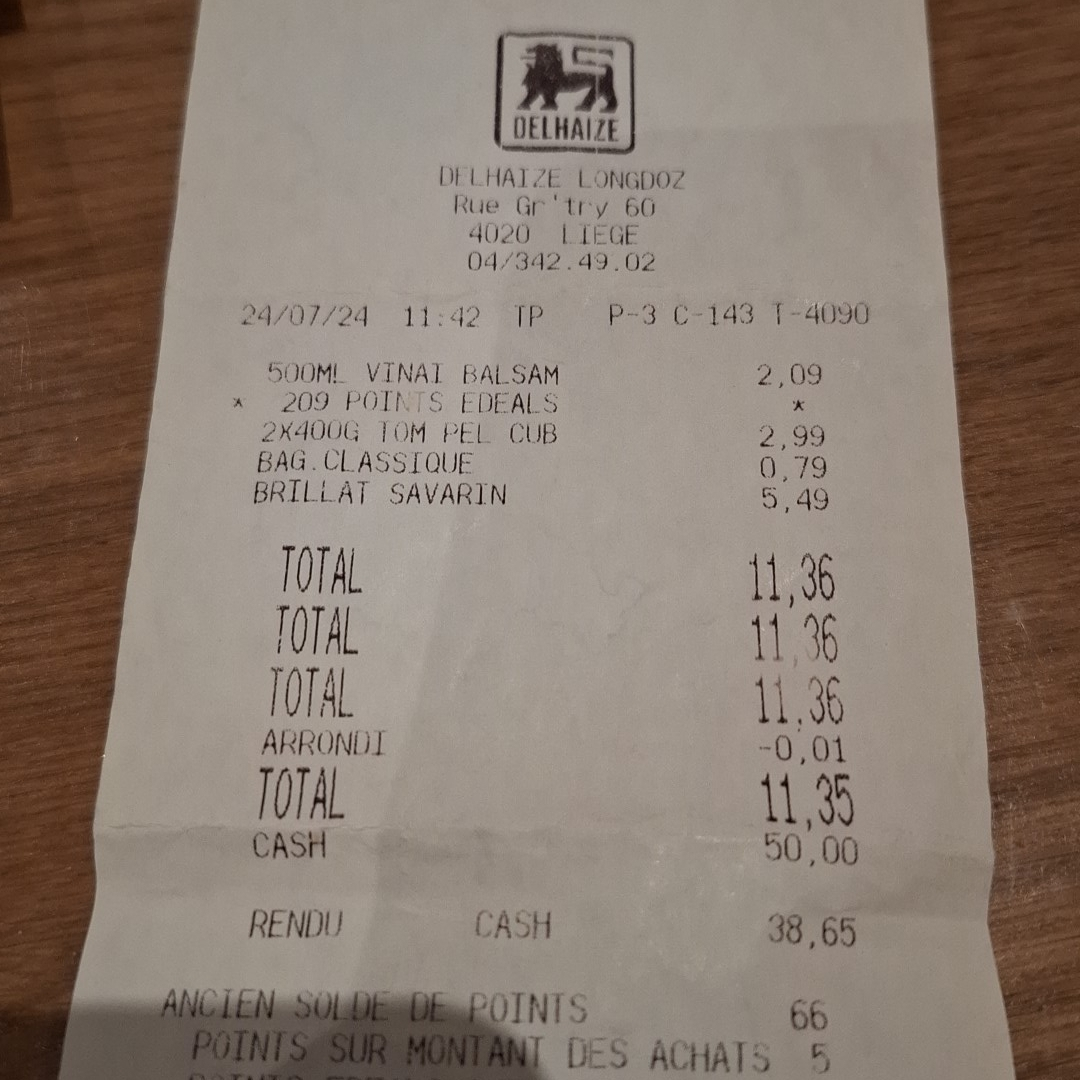 DELHAIZE
DELHAIZE LONGDOZ
Rue Gr'try 60
4020 LIEGE
04/342.49.02
24/07/24 11:42 TP P-3 C-143 T-4090
500ML VINAI BALSAM 2,09
* 209 POINTS EDEALS *
2X400G TOM PEL CUB 2,99
BAG.CLASSIQUE 0,79
BRILLAT SAVARIN 5,49
TOTAL 11,36
TOTAL 11,36
TOTAL 11,36
ARRONDI -0,01
TOTAL 11,35
CASH 50,00
RENDU CASH 38,65
ANCIEN SOLDE DE POINTS 66
POINTS SUR MONTANT DES ACHATS 5